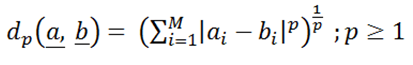 d_p(a, b) = (∑_{i=1}^{M}|a_i − b_i|^p)^{1/p} ; p ≥ 1